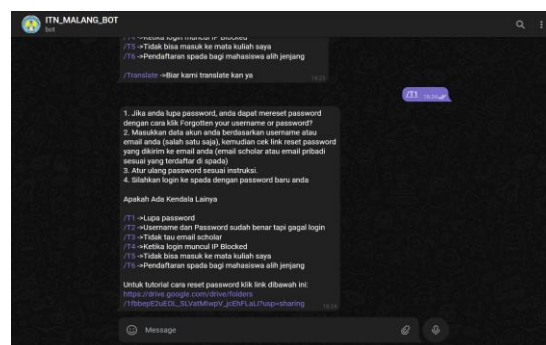 ITN_MALANG_BOT
bot
/T4 ->Ketika login muncul IP Blocked
/T5 ->Tidak bisa masuk ke mata kuliah saya
/T6 ->Pendaftaran spada bagi mahasiswa alih jenjang
/Translate ->Biar kami translate kan ya
/T1
1. Jika anda lupa password, anda dapat mereset password
dengan cara klik Forgotten your username or password?
2. Masukkan data akun anda berdasarkan username atau
email anda (salah satu saja), kemudian cek link reset password
yang dikirim ke email anda (email scholar atau email pribadi
sesuai yang terdaftar di spada)
3. Atur ulang password sesuai instruksi.
4. Silahkan login ke spada dengan password baru anda
Apakah Ada Kendala Lainya
/T1 ->Lupa password
/T2 ->Username dan Password sudah benar tapi gagal login
/T3 ->Tidak tau email scholar
/T4 ->Ketika login muncul IP Blocked
/T5 ->Tidak bisa masuk ke mata kuliah saya
/T6 ->Pendaftaran spada bagi mahasiswa alih jenjang
Untuk tutorial cara reset password klik link dibawah ini:
https://drive.google.com/drive/folders
Message